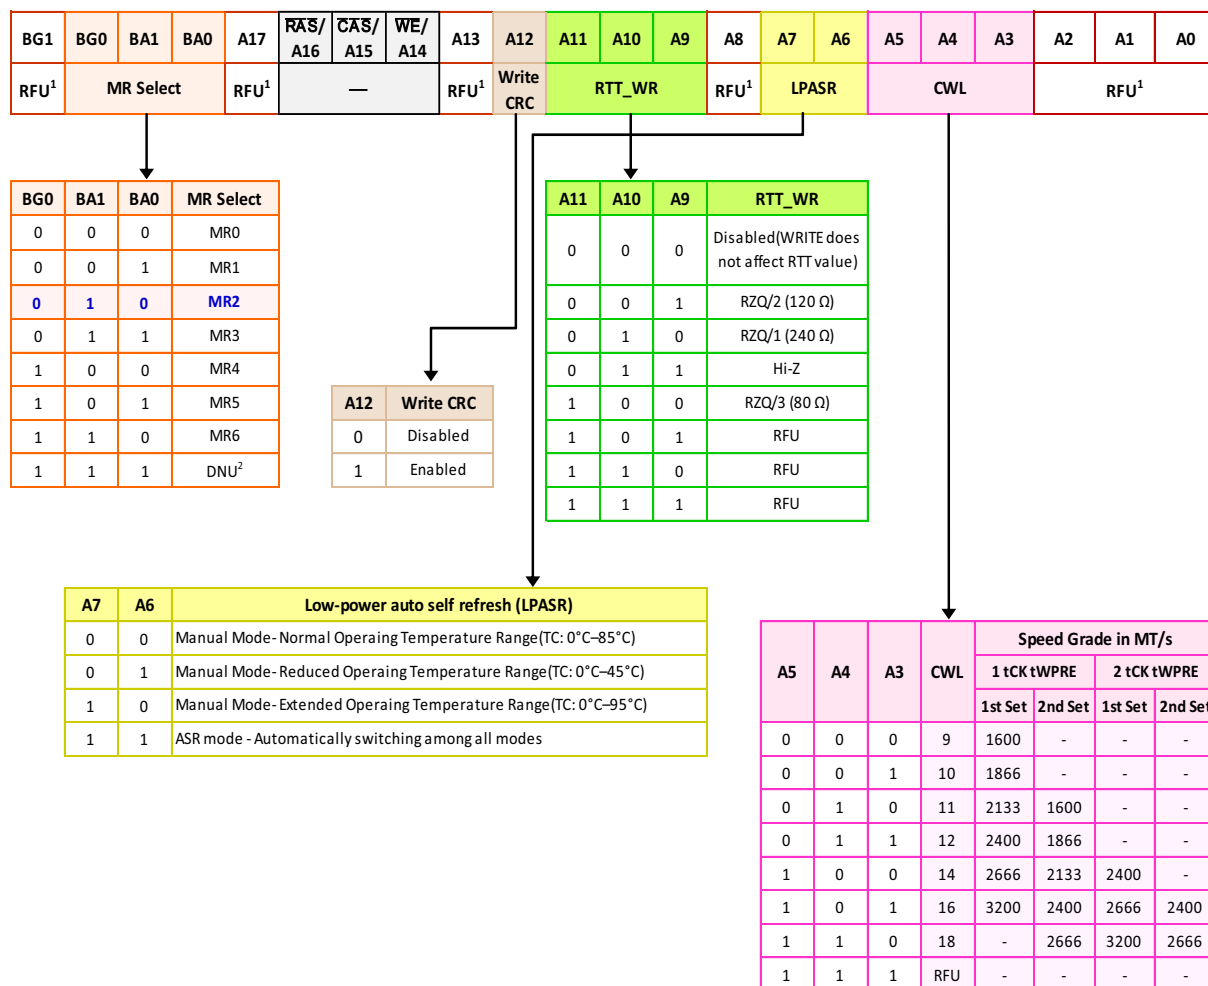 BG1 BG0 BA1 BA0 A17 RAS/ A16 CAS/ A15 WE/ A14 A13 A12 A11 A10 A9 A8 A7 A6 A5 A4 A3 A2 A1 A0
RFU1 MR Select RFU1 — RFU1 Write CRC RTT_WR RFU1 LPASR CWL RFU1
BG0 BA1 BA0 MR Select
0 0 0 MR0
0 0 1 MR1
0 1 0 MR2
0 1 1 MR3
1 0 0 MR4
1 0 1 MR5
1 1 0 MR6
1 1 1 DNU2
A12 Write CRC
0 Disabled
1 Enabled
A11 A10 A9 RTT_WR
0 0 0 Disabled(WRITE does not affect RTT value)
0 0 1 RZQ/2 (120 Ω)
0 1 0 RZQ/1 (240 Ω)
0 1 1 Hi-Z
1 0 0 RZQ/3 (80 Ω)
1 0 1 RFU
1 1 0 RFU
1 1 1 RFU
A7 A6 Low-power auto self refresh (LPASR)
0 0 Manual Mode- Normal Operaing Temperature Range(TC: 0°C–85°C)
0 1 Manual Mode- Reduced Operaing Temperature Range(TC: 0°C–45°C)
1 0 Manual Mode- Extended Operaing Temperature Range(TC: 0°C–95°C)
1 1 ASR mode - Automatically switching among all modes
A5 A4 A3 CWL Speed Grade in MT/s
1 tCK tWPRE 2 tCK tWPRE
1st Set 2nd Set 1st Set 2nd Set
0 0 0 9 1600 - - -
0 0 1 10 1866 - - -
0 1 0 11 2133 1600 - -
0 1 1 12 2400 1866 - -
1 0 0 14 2666 2133 2400 -
1 0 1 16 3200 2400 2666 2400
1 1 0 18 - 2666 3200 2666
1 1 1 RFU - - - -